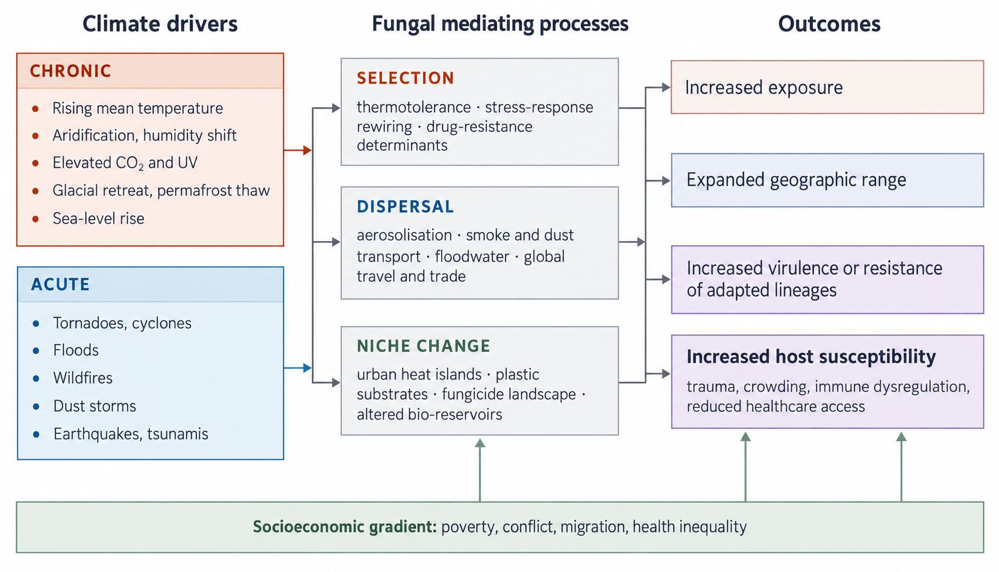 Climate drivers
Fungal mediating processes
Outcomes
CHRONIC
• Rising mean temperature
• Aridification, humidity shift
• Elevated CO₂ and UV
• Glacial retreat, permafrost thaw
• Sea-level rise
ACUTE
• Tornadoes, cyclones
• Floods
• Wildfires
• Dust storms
• Earthquakes, tsunamis
SELECTION
thermotolerance · stress-response
rewiring · drug-resistance
determinants
DISPERSAL
aerosolisation · smoke and dust
transport · floodwater · global
travel and trade
NICHE CHANGE
urban heat islands · plastic
substrates · fungicide landscape ·
altered bio-reservoirs
Increased exposure
Expanded geographic range
Increased virulence or resistance
of adapted lineages
Increased host susceptibility
trauma, crowding, immune dysregulation,
reduced healthcare access
Socioeconomic gradient: poverty, conflict, migration, health inequality